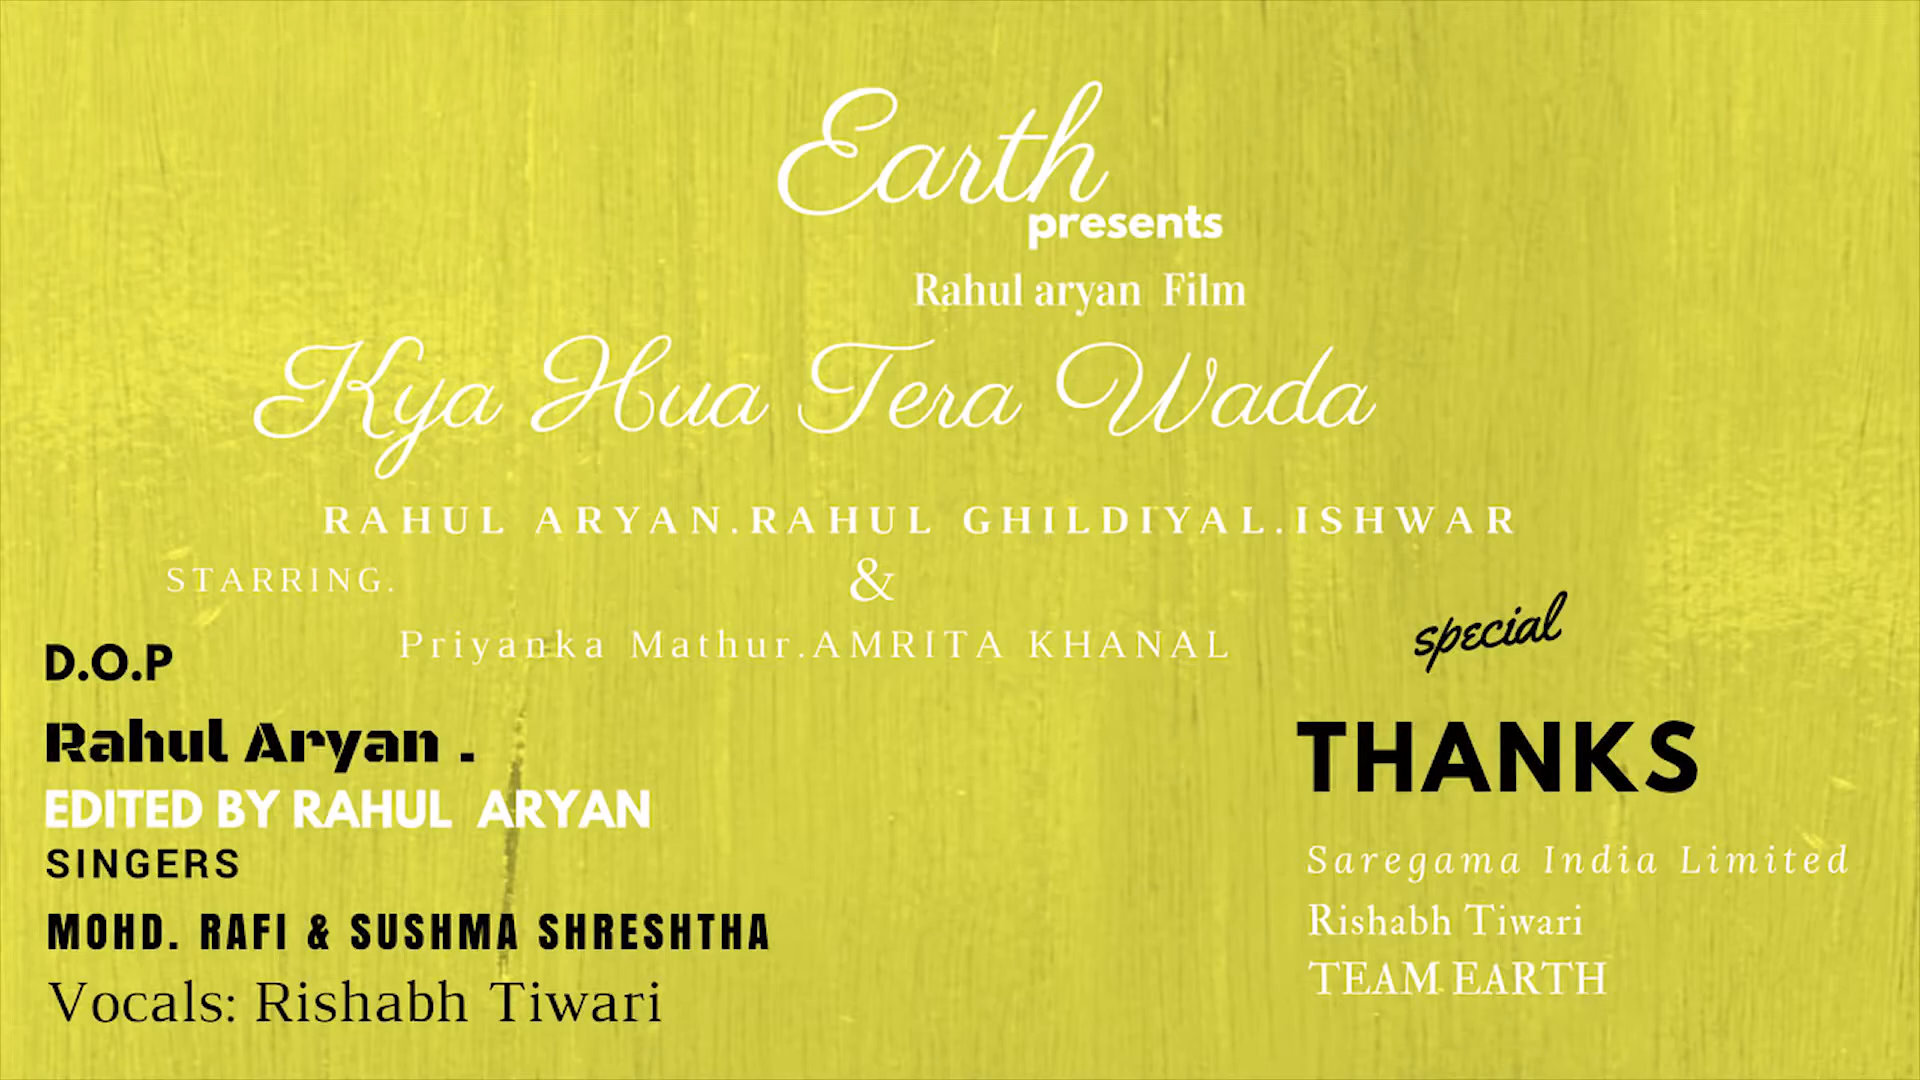 Earth
presents
Rahul aryan Film
Kya Hua Tera Wada
RAHUL ARYAN.RAHUL GHILDIYAL.ISHWAR
STARRING.
&
Priyanka Mathur.AMRITA KHANAL
D.O.P
Rahul Aryan .
EDITED BY RAHUL ARYAN
SINGERS
MOHD. RAFI & SUSHMA SHRESHTHA
Vocals: Rishabh Tiwari
special
THANKS
Saregama India Limited
Rishabh Tiwari
TEAM EARTH